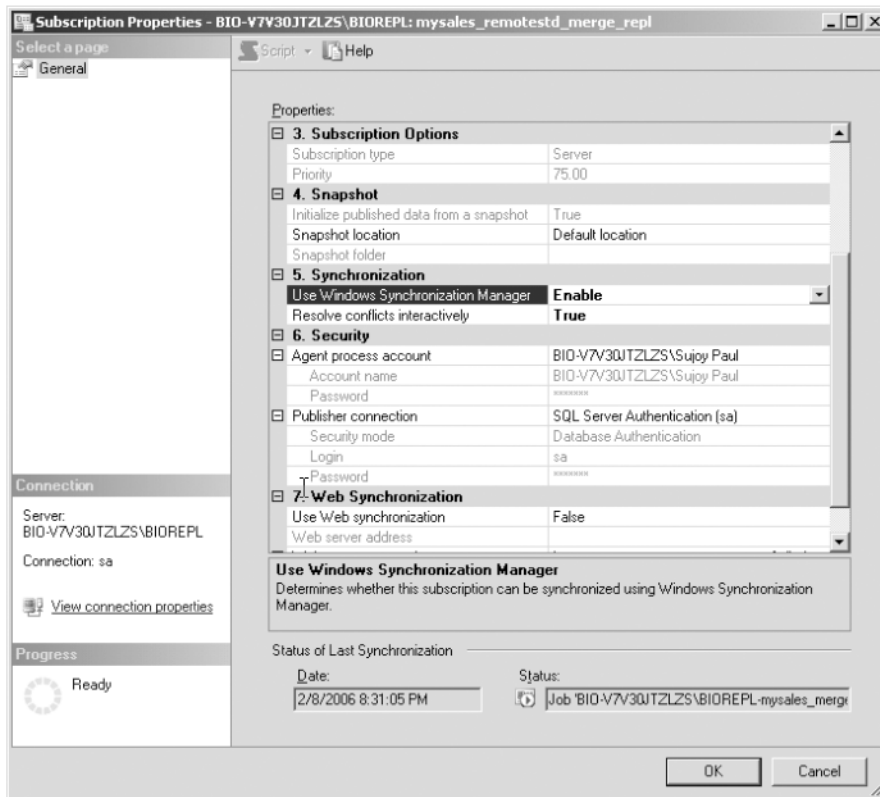 Subscription Properties - BIO-V7V30JTZLZS\BIOREPL: mysales_remotestd_merge_repl
Select a page
General
Script
Help
Properties:
3. Subscription Options
Subscription type Server
Priority 75.00
4. Snapshot
Initialize published data from a snapshot True
Snapshot location Default location
Snapshot folder
5. Synchronization
Use Windows Synchronization Manager Enable
Resolve conflicts interactively True
6. Security
Agent process account BIO-V7V30JTZLZS\Sujoy Paul
Account name BIO-V7V30JTZLZS\Sujoy Paul
Password *******
Publisher connection SQL Server Authentication (sa)
Security mode Database Authentication
Login sa
Password *******
7. Web Synchronization
Use Web synchronization False
Web server address
Use Windows Synchronization Manager
Determines whether this subscription can be synchronized using Windows Synchronization
Manager.
Connection
Server:
BIO-V7V30JTZLZS\BIOREPL
Connection: sa
View connection properties
Progress
Ready
Status of Last Synchronization
Date:
2/8/2006 8:31:05 PM
Status:
Job 'BIO-V7V30JTZLZS\BIOREPL-mysales_merge
OK
Cancel